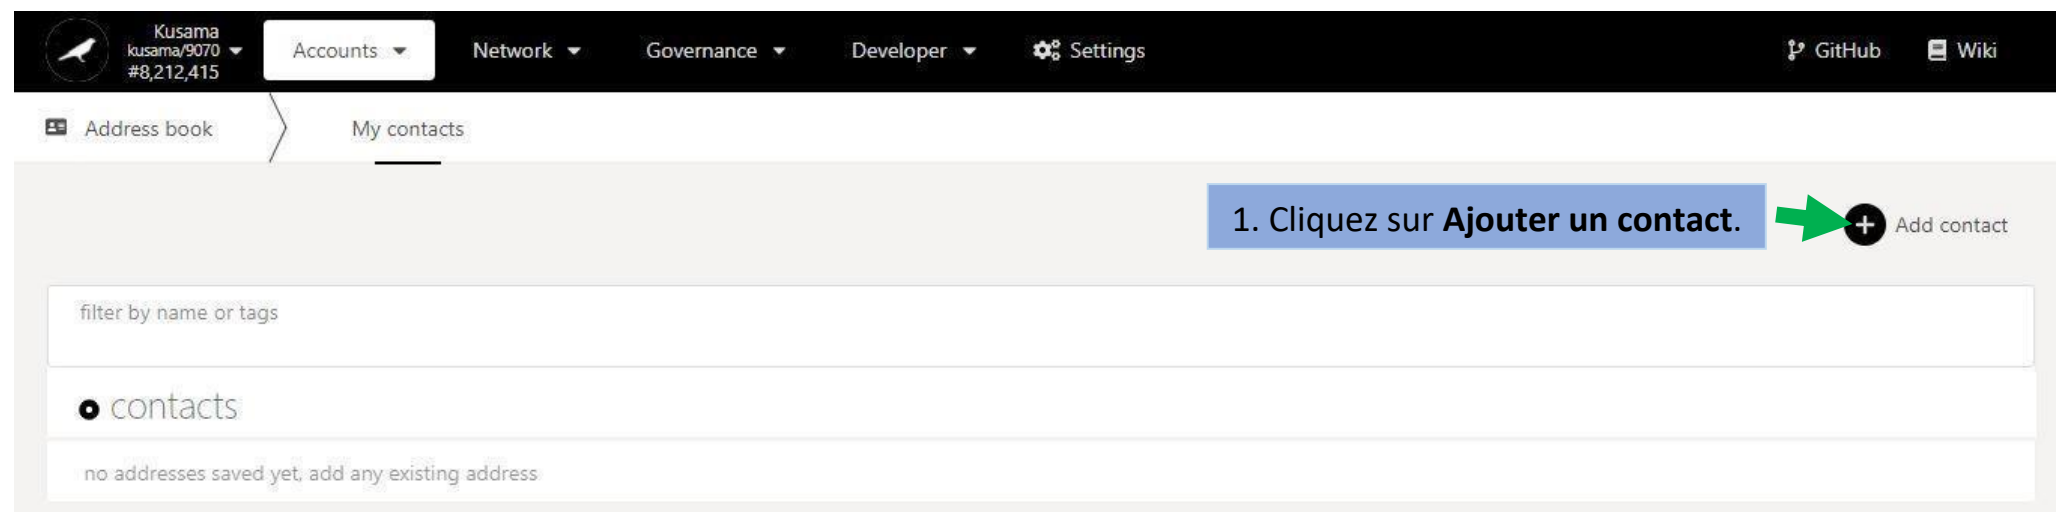 Kusama
kusama/9070
#8,212,415
Accounts
Network
Governance
Developer
Settings
GitHub
Wiki
Address book
My contacts
1. Cliquez sur Ajouter un contact.
Add contact
filter by name or tags
contacts
no addresses saved yet, add any existing address